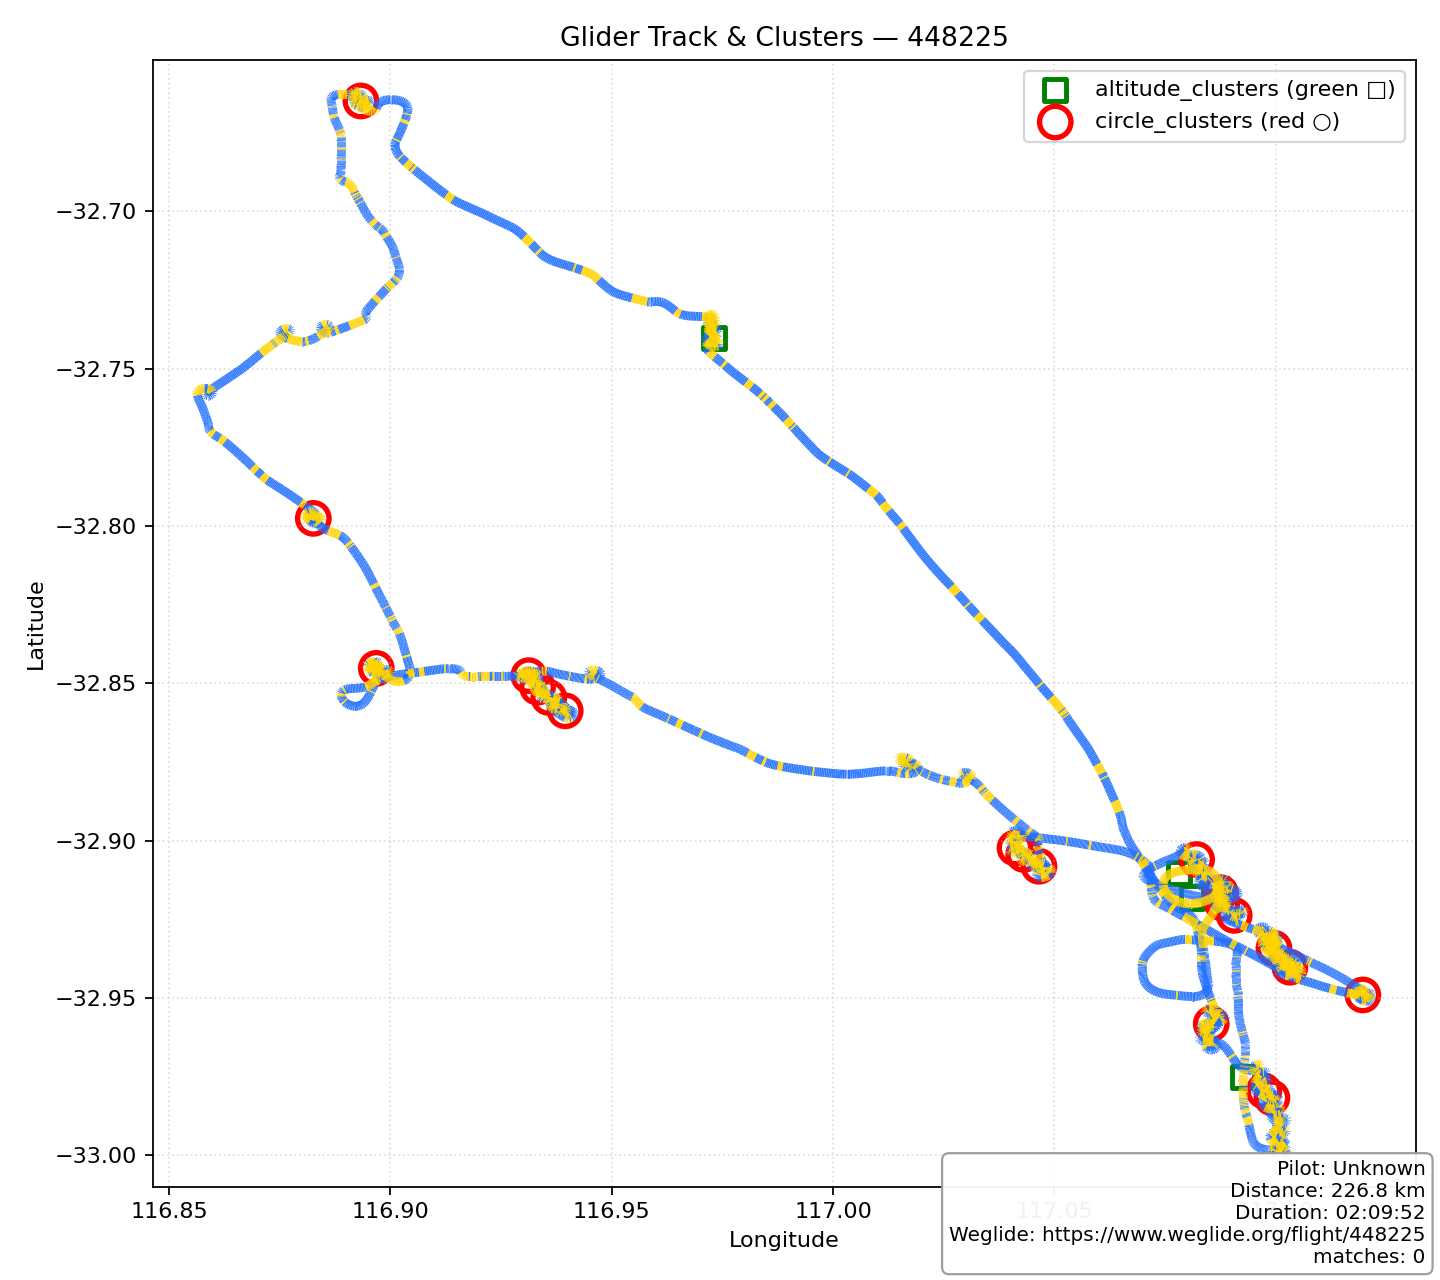 Glider Track & Clusters — 448225
altitude_clusters (green □)
circle_clusters (red ○)
Latitude
−32.70
−32.75
−32.80
−32.85
−32.90
−32.95
−33.00
116.85
116.90
116.95
117.00
117.05
Longitude
Pilot: Unknown
Distance: 226.8 km
Duration: 02:09:52
Weglide: https://www.weglide.org/flight/448225
matches: 0